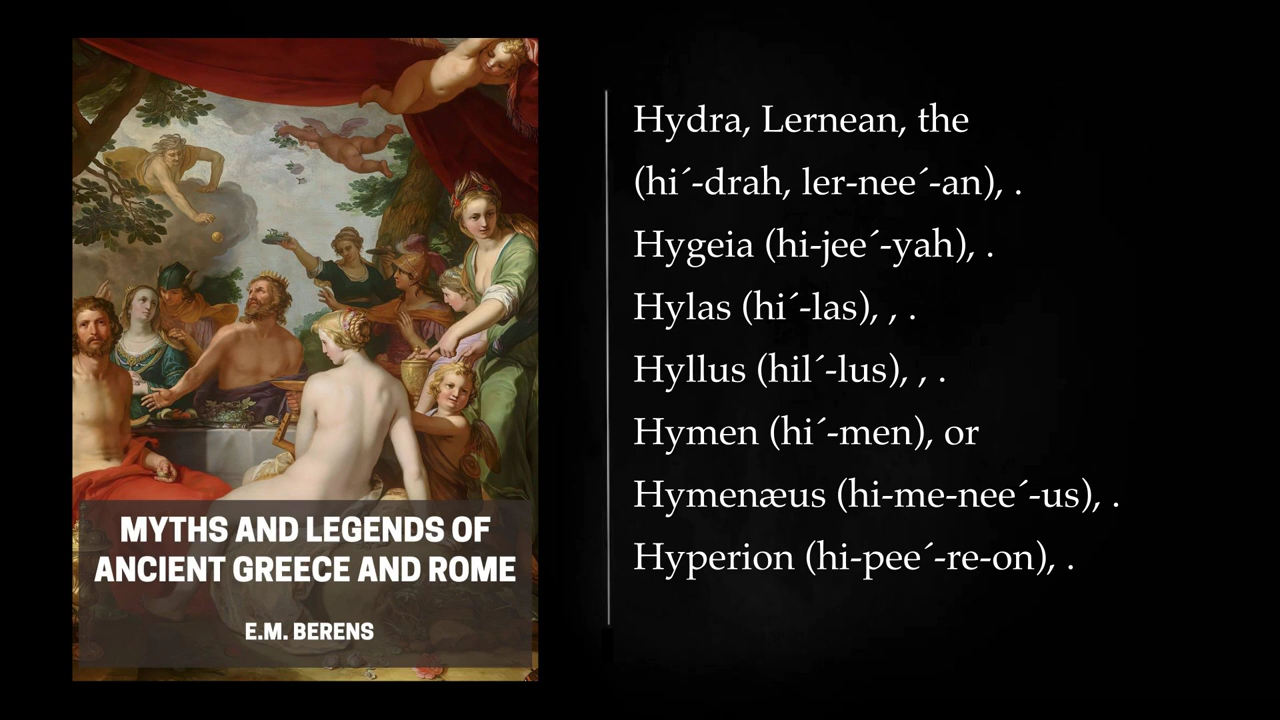 MYTHS AND LEGENDS OF
ANCIENT GREECE AND ROME
E.M. BERENS
Hydra, Lernean, the
(hi´-drah, ler-nee´-an), .
Hygeia (hi-jee´-yah), .
Hylas (hi´-las), , .
Hyllus (hil´-lus), , .
Hymen (hi´-men), or
Hymenæus (hi-me-nee´-us), .
Hyperion (hi-pee´-re-on), .